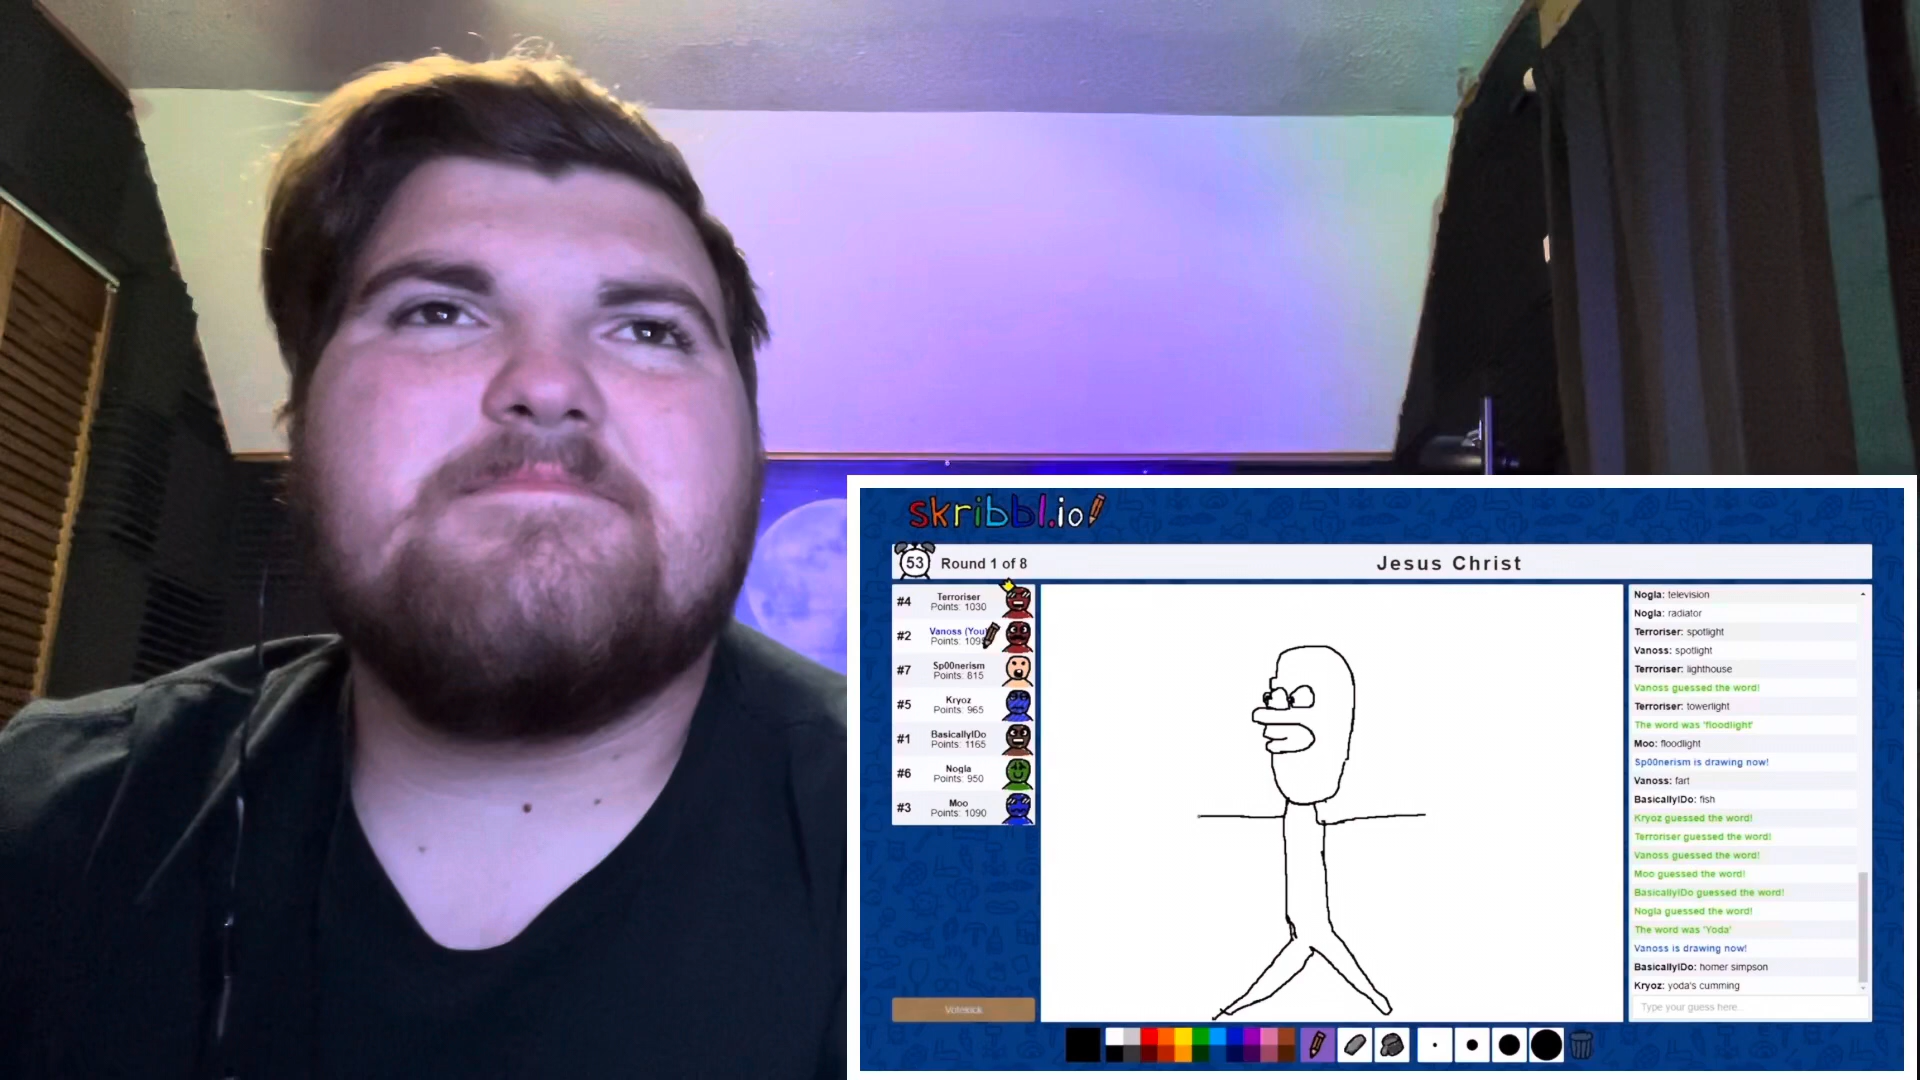 skribbl.io
53
Round 1 of 8
Jesus Christ
#4
Terroriser
Points: 1030
#2
Vanoss (You)
Points: 109
#7
Sp00nerism
Points: 815
#5
Kryoz
Points: 965
#1
BasicallyIDo
Points: 1165
#6
Nogla
Points: 950
#3
Moo
Points: 1090
Votekick
Nogla: television
Nogla: radiator
Terroriser: spotlight
Vanoss: spotlight
Terroriser: lighthouse
Vanoss guessed the word!
Terroriser: towerlight
The word was 'floodlight'
Moo: floodlight
Sp00nerism is drawing now!
Vanoss: fart
BasicallyIDo: fish
Kryoz guessed the word!
Terroriser guessed the word!
Vanoss guessed the word!
Moo guessed the word!
BasicallyIDo guessed the word!
Nogla guessed the word!
The word was 'Yoda'
Vanoss is drawing now!
BasicallyIDo: homer simpson
Kryoz: yoda's cumming
Type your guess here...